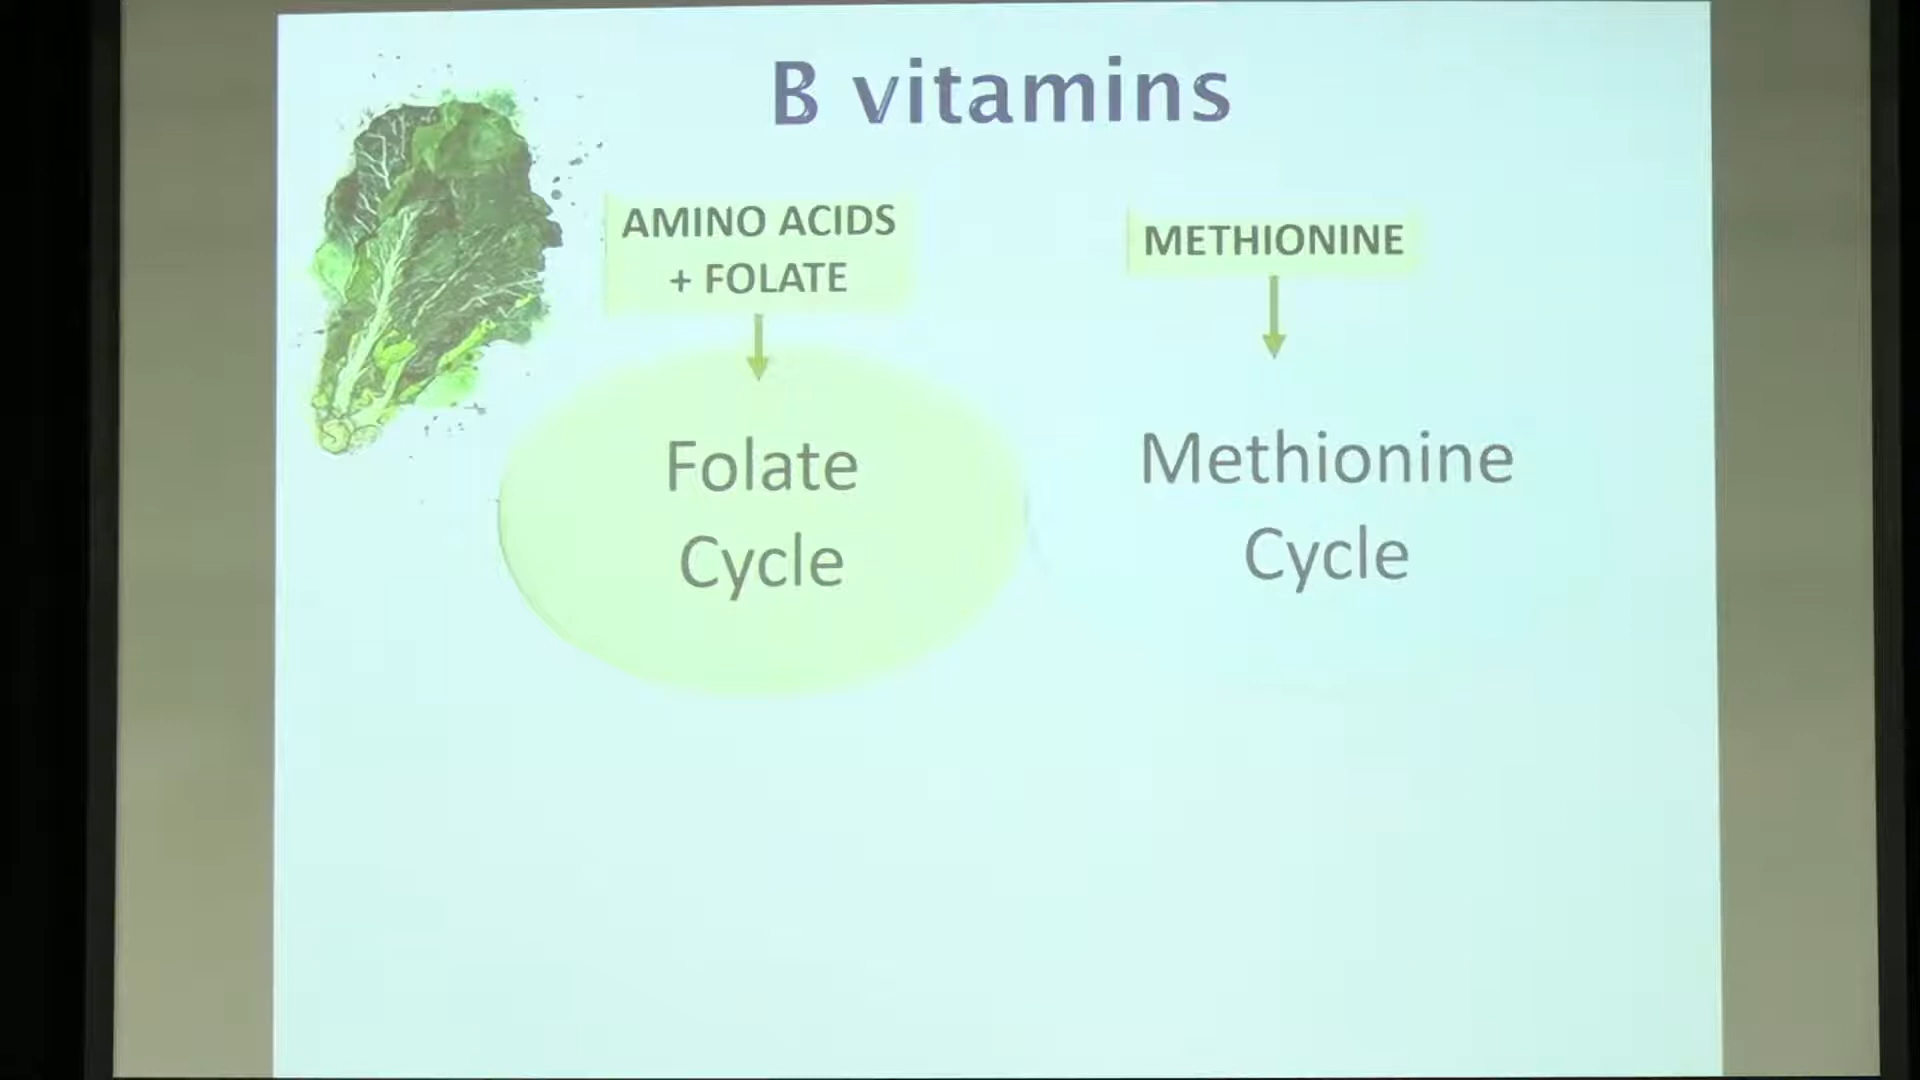 B vitamins
AMINO ACIDS
+ FOLATE
METHIONINE
Folate
Cycle
Methionine
Cycle